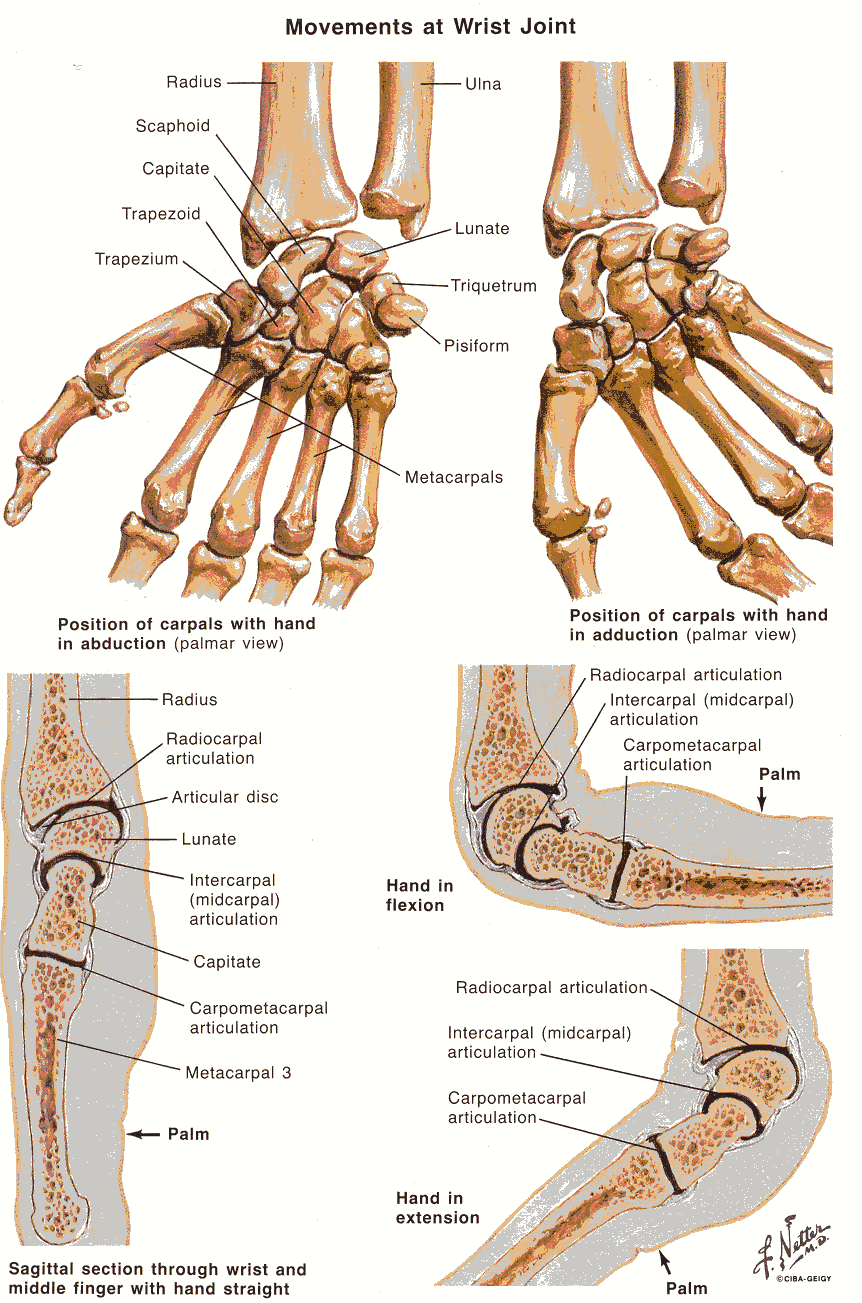 Movements at Wrist Joint
Radius
Ulna
Scaphoid
Capitate
Trapezoid
Trapezium
Lunate
Triquetrum
Pisiform
Metacarpals
Position of carpals with hand
in abduction (palmar view)
Position of carpals with hand
in adduction (palmar view)
Radius
Radiocarpal
articulation
Articular disc
Lunate
Intercarpal
(midcarpal)
articulation
Capitate
Carpometacarpal
articulation
Metacarpal 3
Palm
Sagittal section through wrist and
middle finger with hand straight
Radiocarpal articulation
Intercarpal (midcarpal)
articulation
Carpometacarpal
articulation
Palm
Hand in
flexion
Radiocarpal articulation
Intercarpal (midcarpal)
articulation
Carpometacarpal
articulation
Hand in
extension
Palm
F. Netter
M.D.
©CIBA-GEIGY